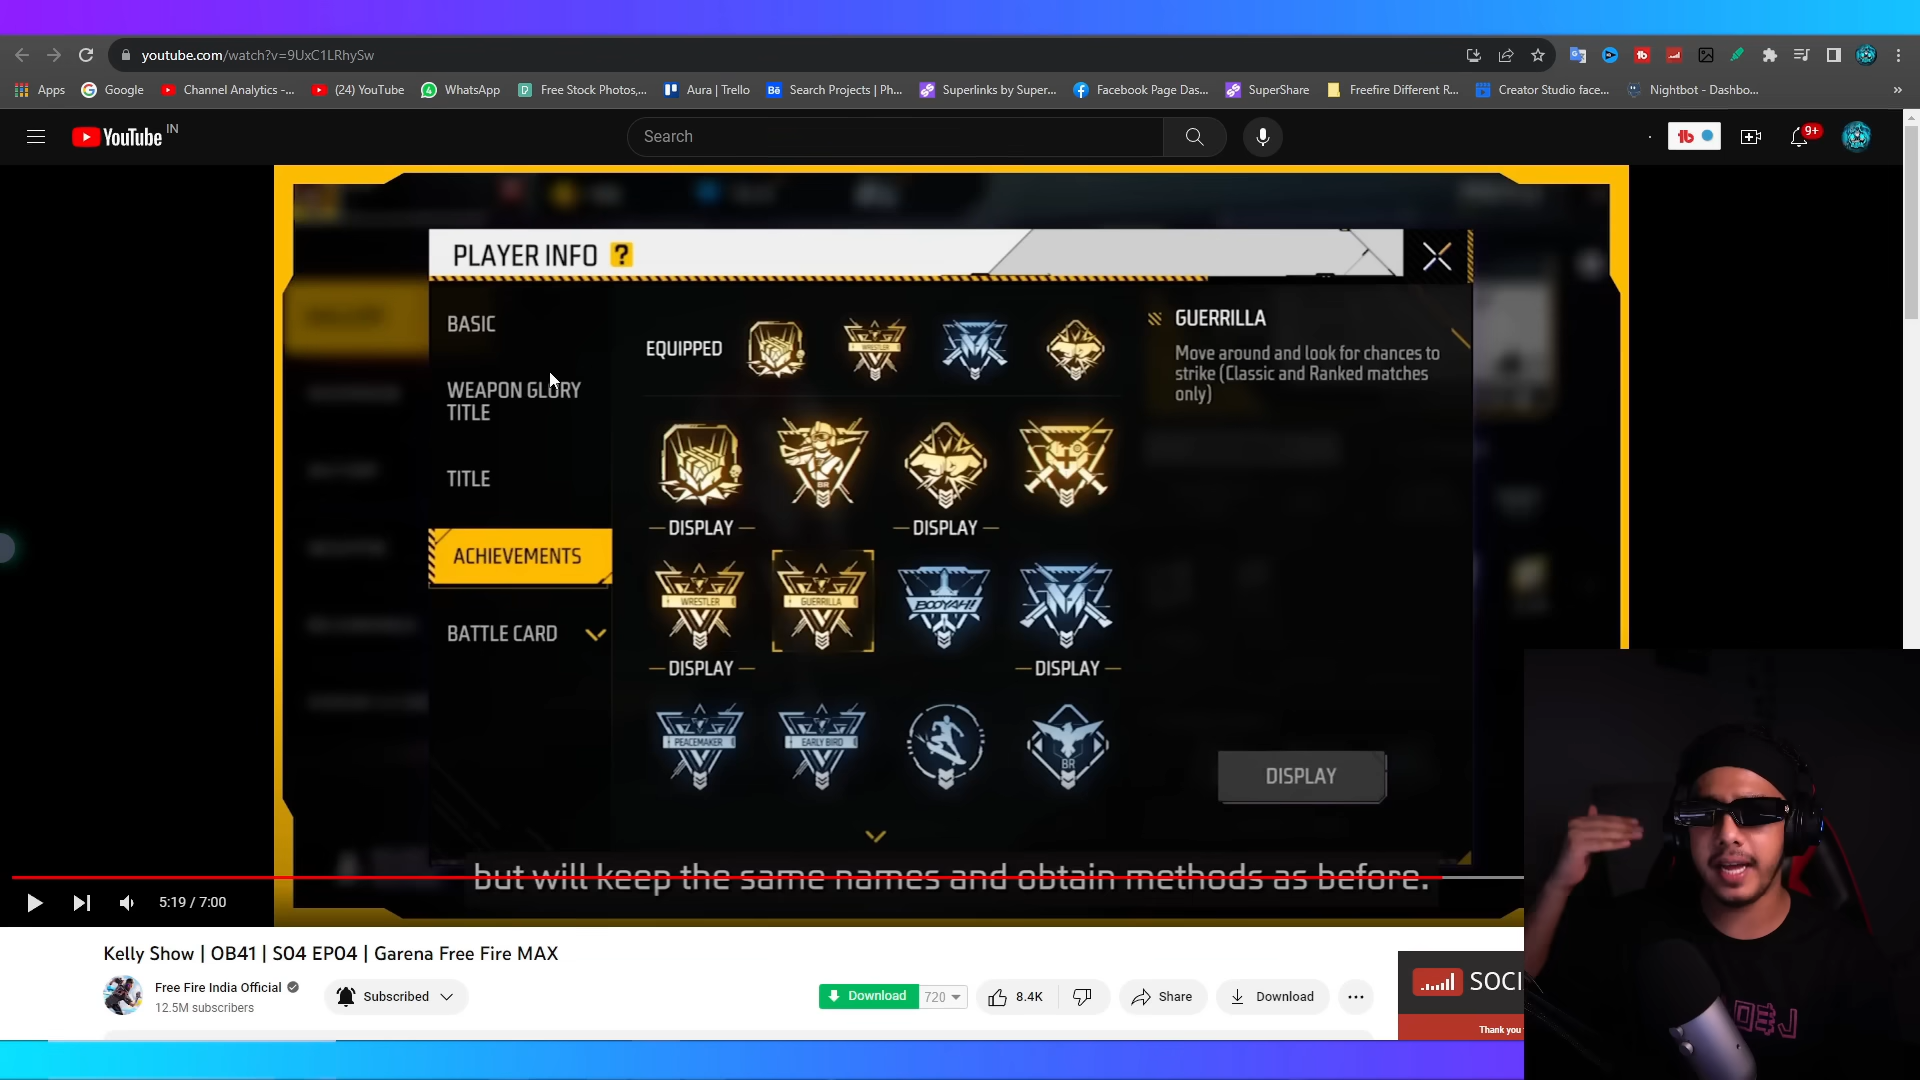 youtube.com/watch?v=9UxC1LRhySw
Apps Google Channel Analytics -... (24) YouTube WhatsApp Free Stock Photos,... Aura | Trello Search Projects | Ph... Superlinks by Super... Facebook Page Das... SuperShare Freefire Different R... Creator Studio face... Nightbot - Dashbo... »
YouTube IN
Search
9+
PLAYER INFO ?
BASIC
WEAPON GLORY
TITLE
TITLE
ACHIEVEMENTS
BATTLE CARD
EQUIPPED
WRESTLER
BR
DISPLAY DISPLAY
WRESTLER GUERRILLA BOOYAH!
DISPLAY DISPLAY
PEACEMAKER EARLY BIRD BR
GUERRILLA
Move around and look for chances to
strike (Classic and Ranked matches
only)
DISPLAY
but will keep the same names and obtain methods as before.
5:19 / 7:00
Kelly Show | OB41 | S04 EP04 | Garena Free Fire MAX
Free Fire India Official
12.5M subscribers
Subscribed
Download 720
8.4K
Share
Download
SOCI
Thank you